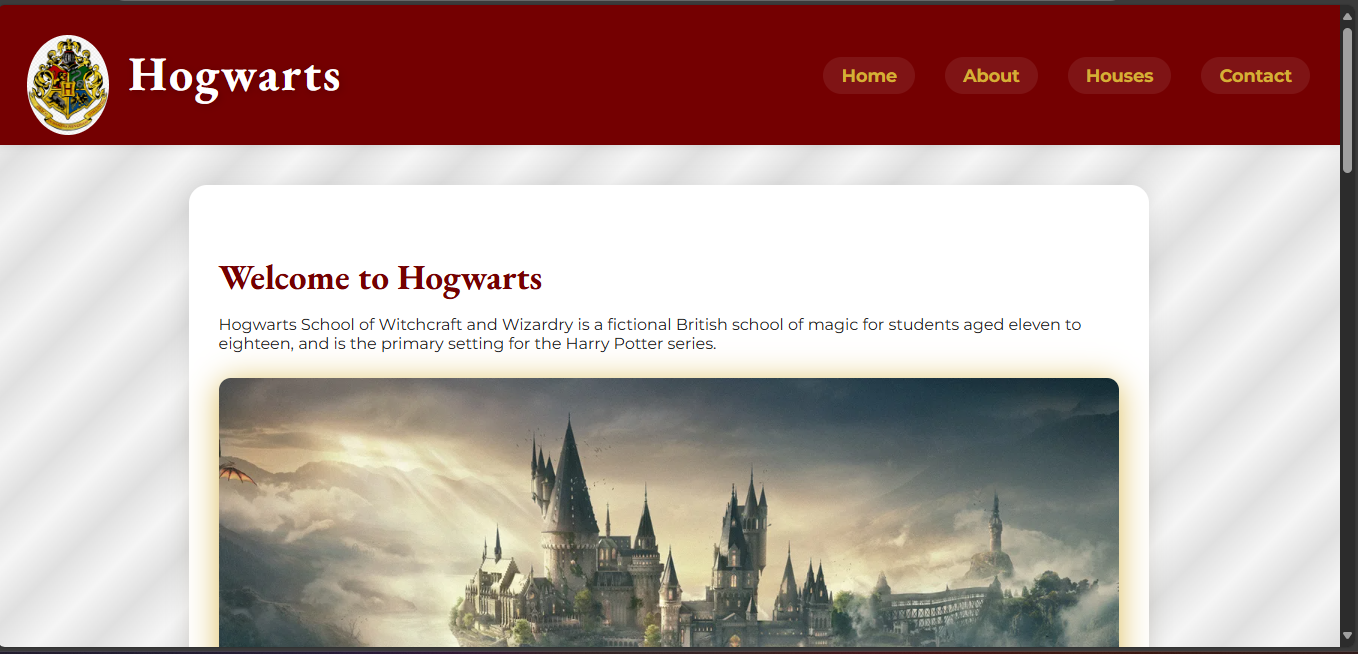 Hogwarts
Home
About
Houses
Contact
Welcome to Hogwarts
Hogwarts School of Witchcraft and Wizardry is a fictional British school of magic for students aged eleven to
eighteen, and is the primary setting for the Harry Potter series.